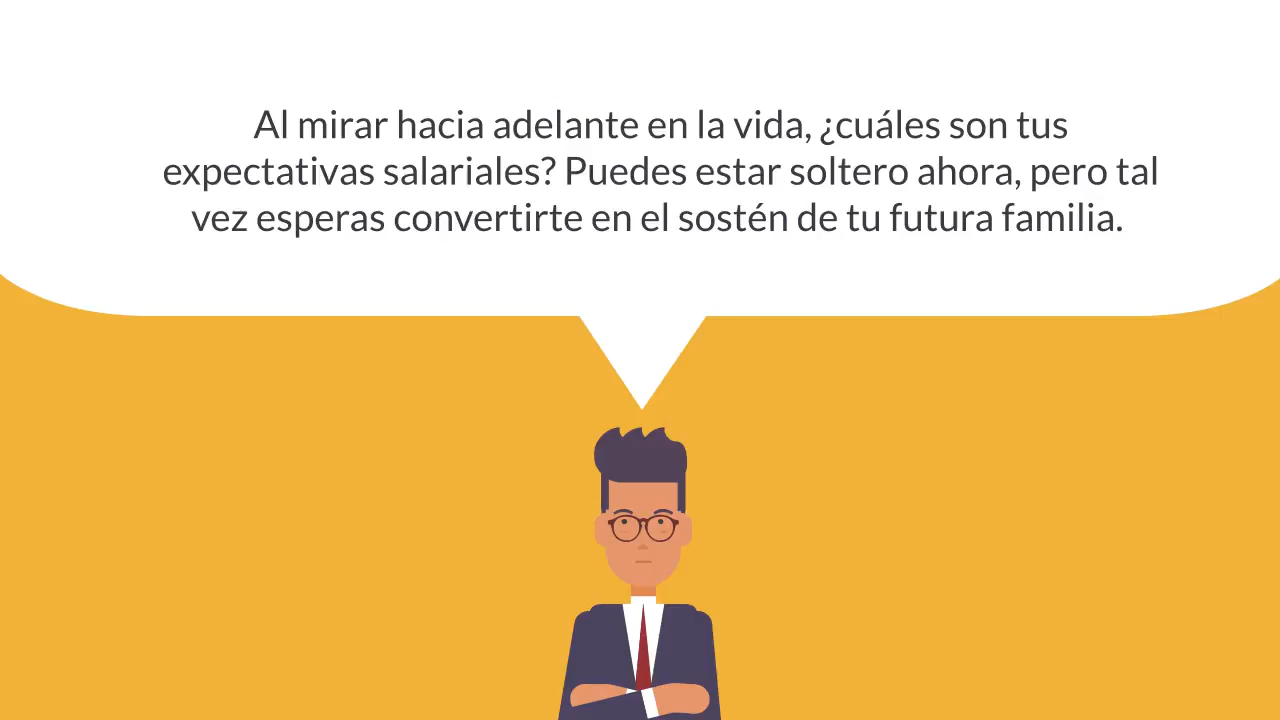 Al mirar hacia adelante en la vida, ¿cuáles son tus
expectativas salariales? Puedes estar soltero ahora, pero tal
vez esperas convertirte en el sostén de tu futura familia.